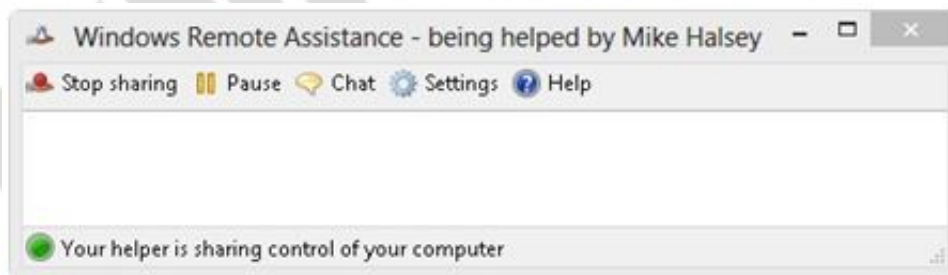 Windows Remote Assistance - being helped by Mike Halsey
Stop sharing Pause Chat Settings Help
Your helper is sharing control of your computer